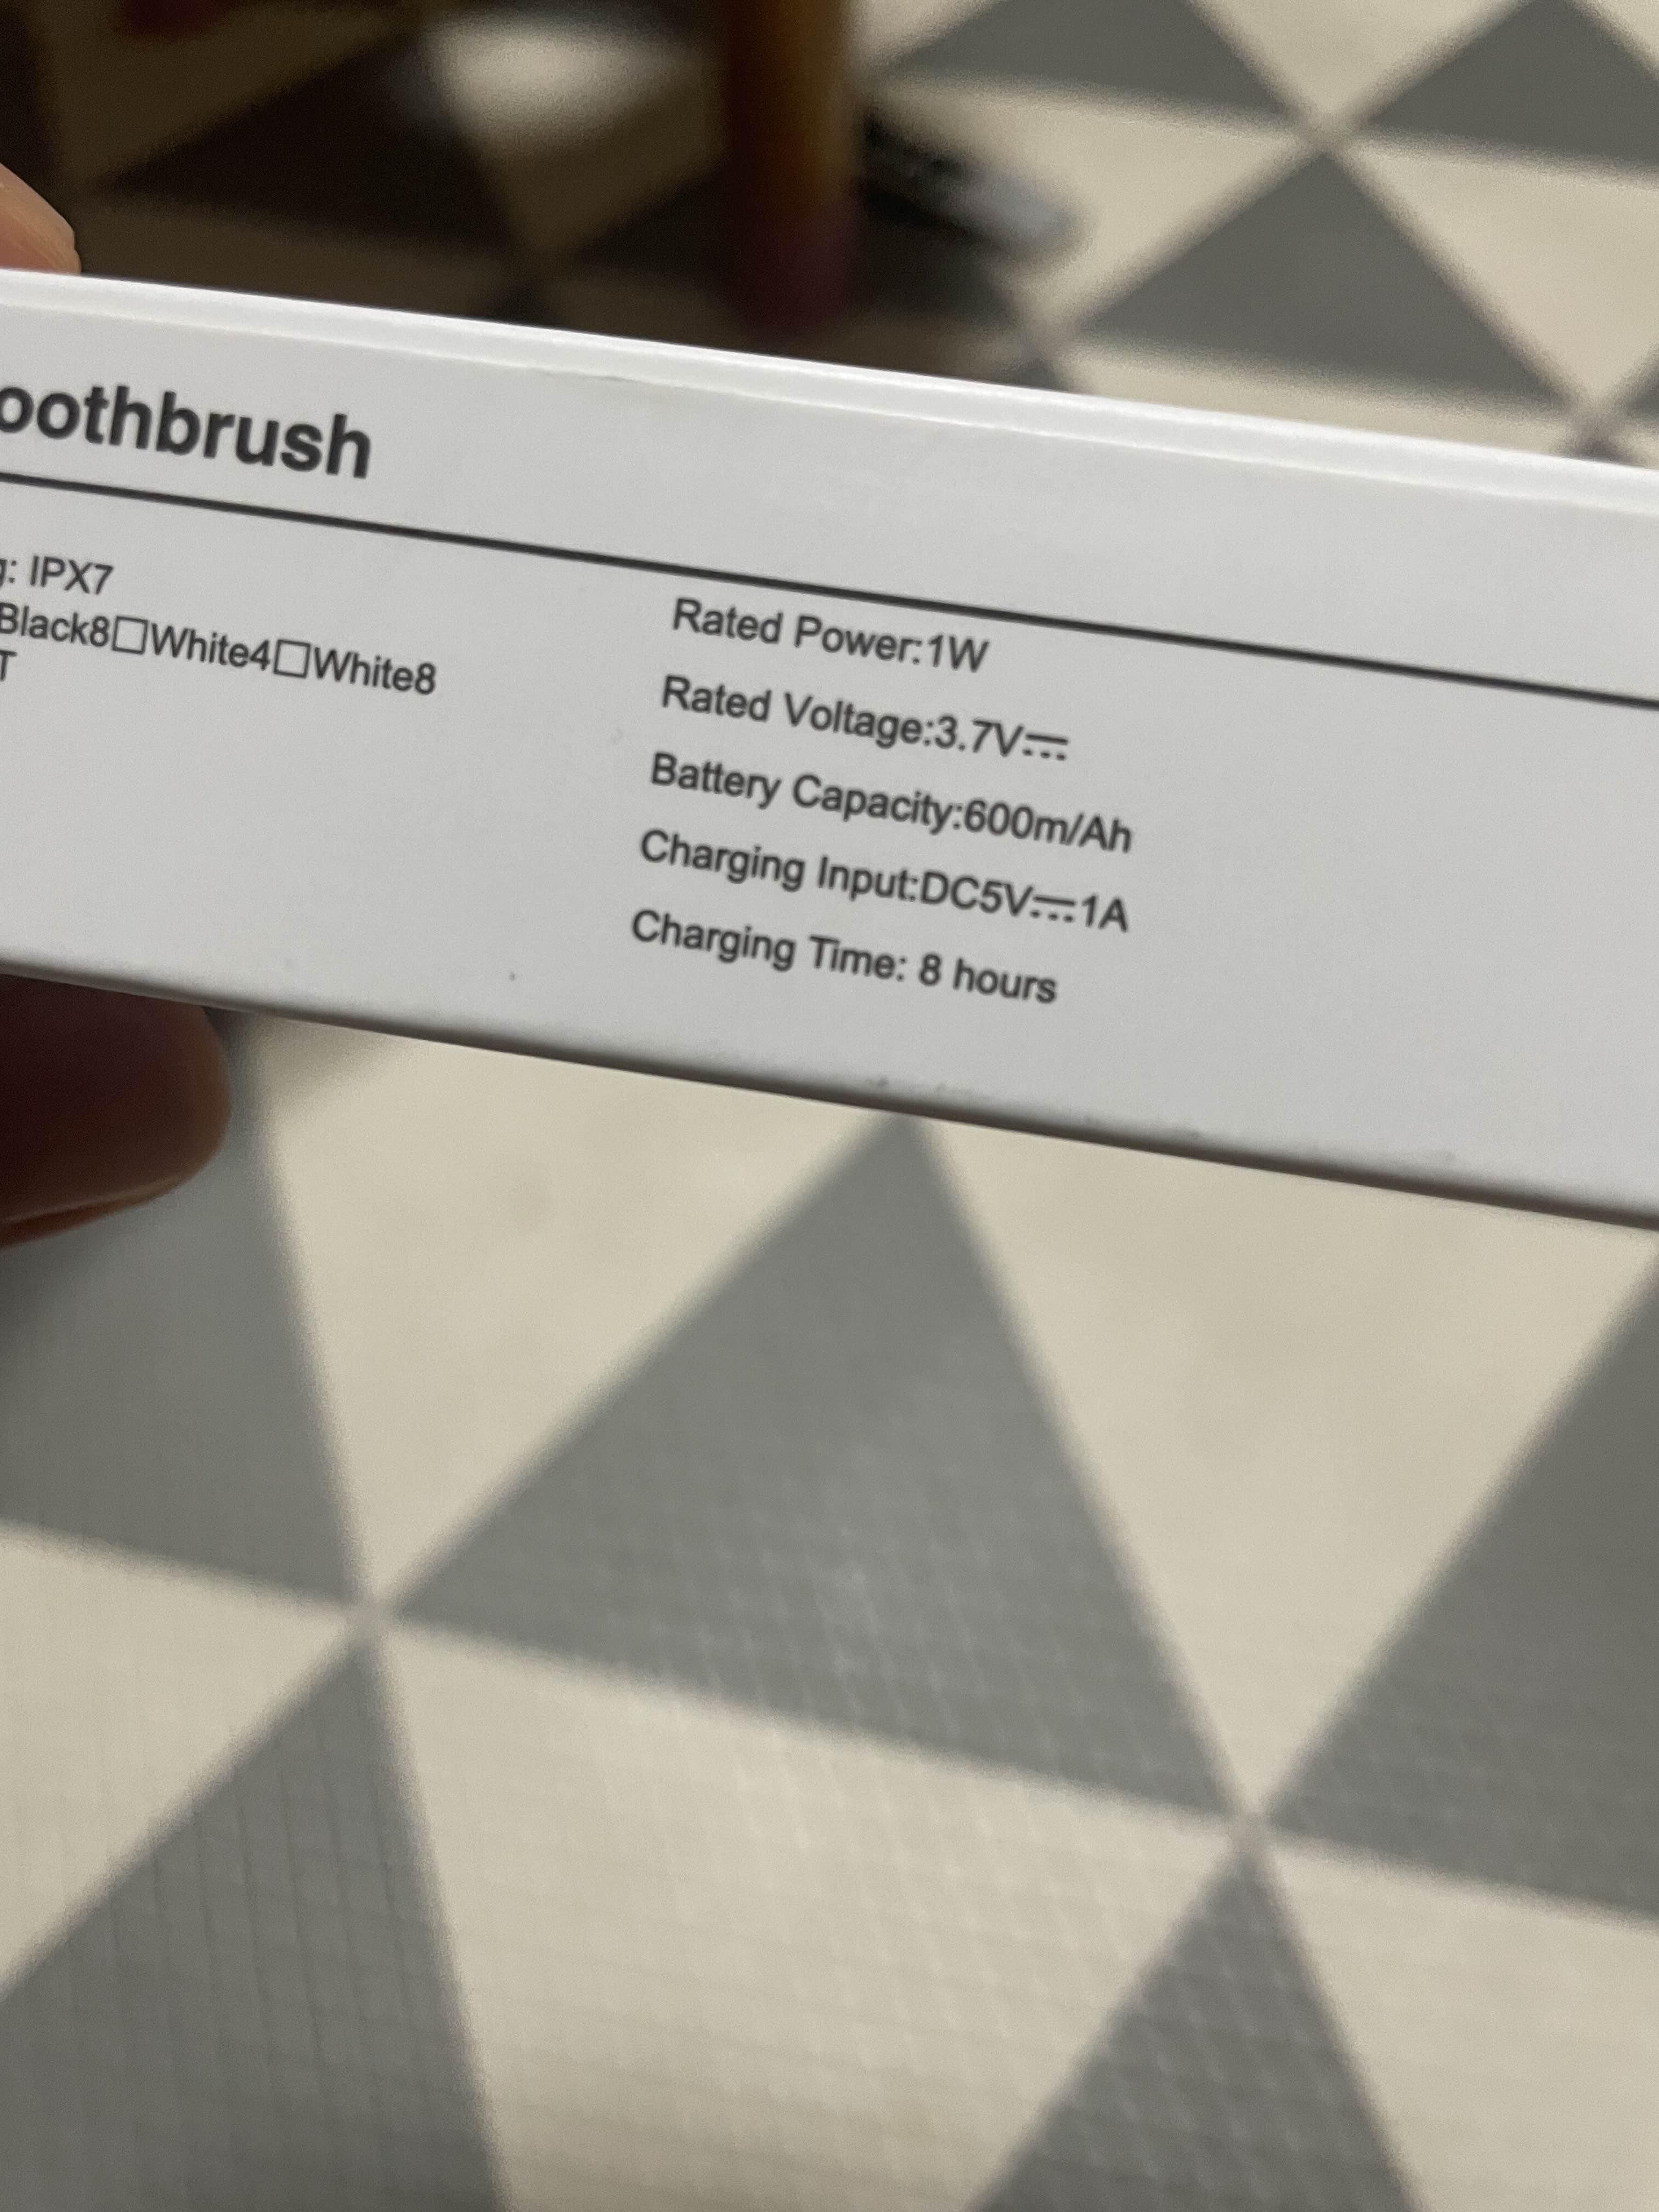 oothbrush
g: IPX7
Black8□White4□White8
T
Rated Power:1W
Rated Voltage:3.7V⎓
Battery Capacity:600m/Ah
Charging Input:DC5V⎓1A
Charging Time: 8 hours